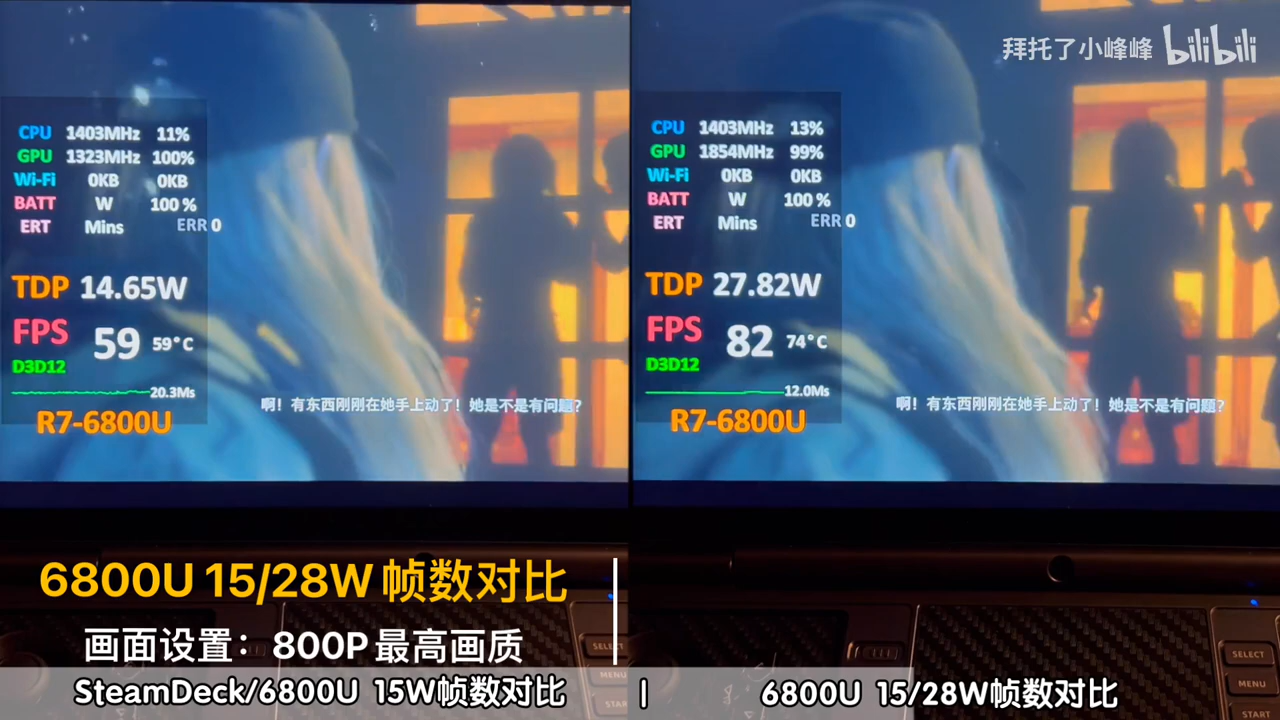 拜托了小峰峰 bilibili
CPU 1403MHz 11%
GPU 1323MHz 100%
Wi-Fi 0KB 0KB
BATT W 100 %
ERT Mins ERR 0
TDP 14.65W
FPS 59 59°C
D3D12
20.3Ms
R7-6800U
啊！有东西刚刚在她手上动了！她是不是有问题？
CPU 1403MHz 13%
GPU 1854MHz 99%
Wi-Fi 0KB 0KB
BATT W 100 %
ERT Mins ERR 0
TDP 27.82W
FPS 82 74°C
D3D12
12.0Ms
R7-6800U
啊！有东西刚刚在她手上动了！她是不是有问题？
6800U 15/28W 帧数对比
画面设置：800P 最高画质
SELECT
MENU
START
SteamDeck/6800U 15W帧数对比
6800U 15/28W帧数对比